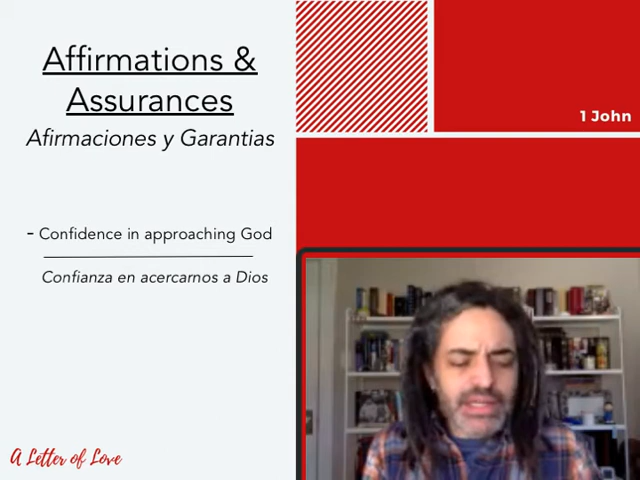 Affirmations &
Assurances
Afirmaciones y Garantias
1 John
- Confidence in approaching God
Confianza en acercarnos a Dios
A Letter of Love